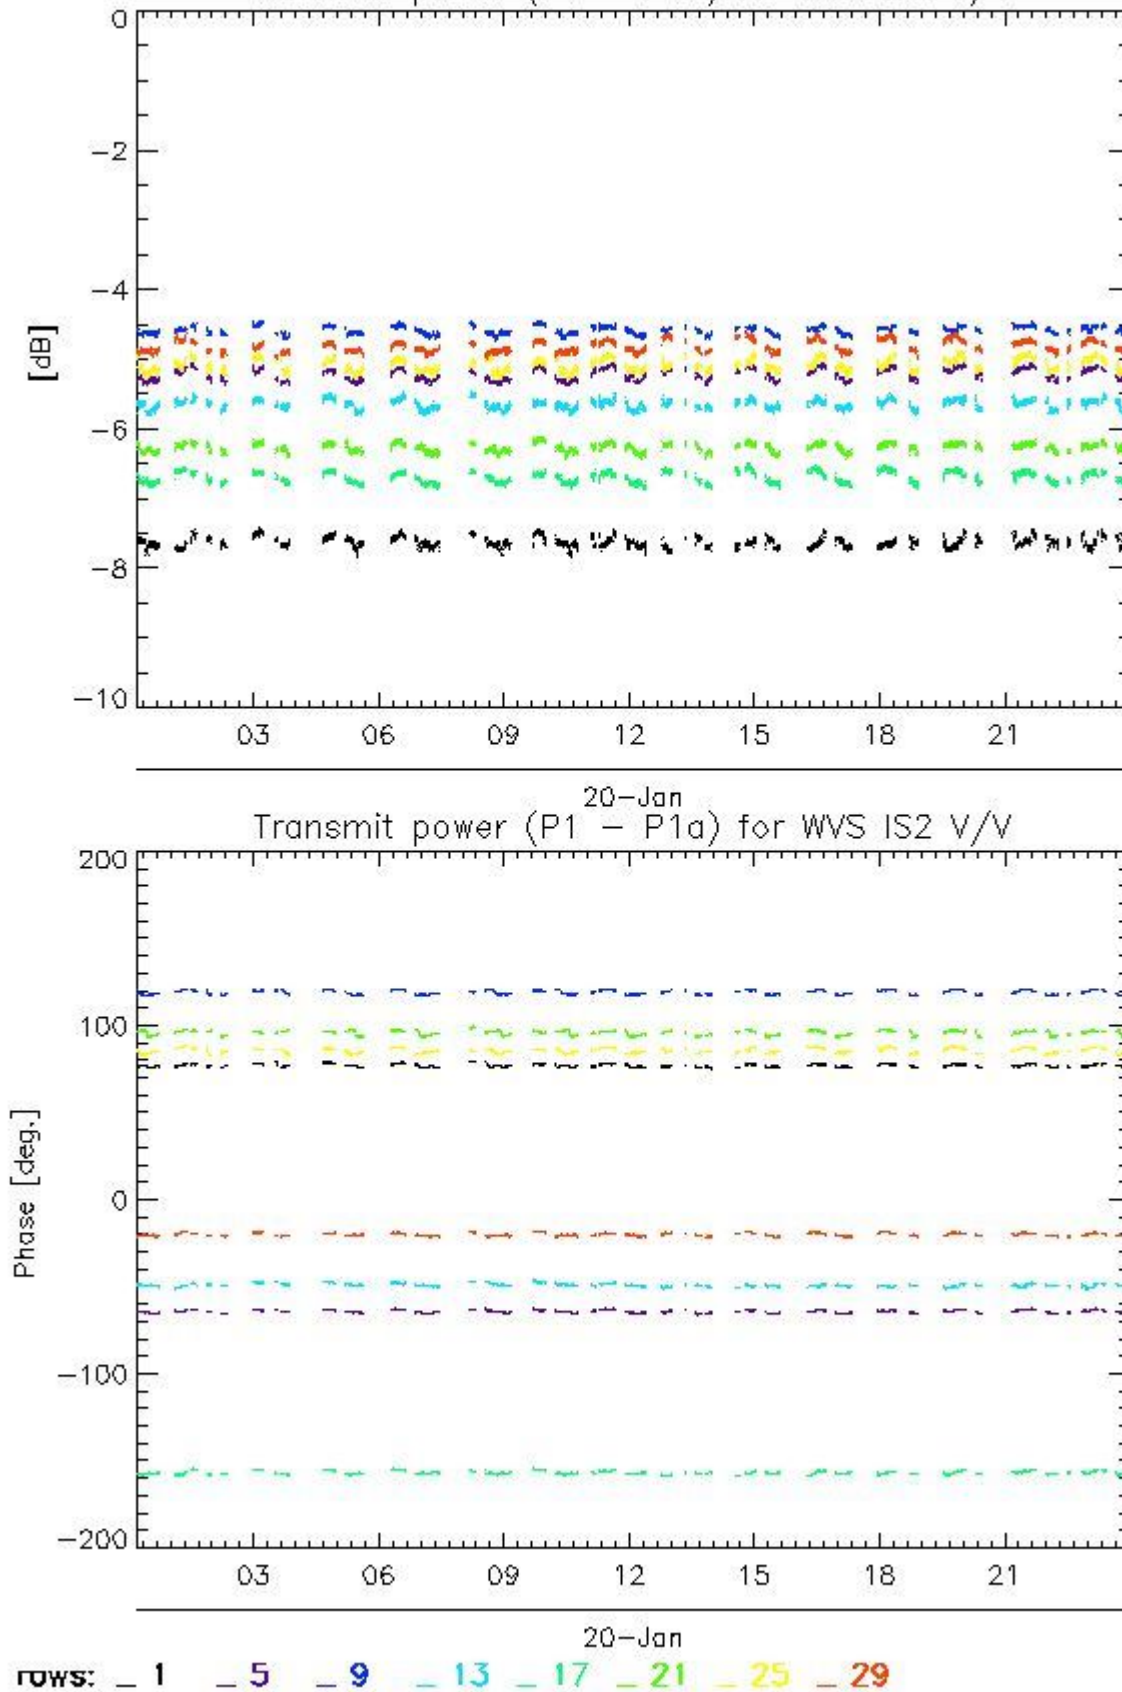 0
-2
-4
[dB]
-6
-8
-10
03 06 09 12 15 18 21
20-Jan
Transmit power (P1 - P1a) for WVS IS2 V/V
200
100
0
Phase [deg.]
-100
-200
03 06 09 12 15 18 21
20-Jan
rows: _ 1 _ 5 _ 9 _ 13 _ 17 _ 21 _ 25 _ 29